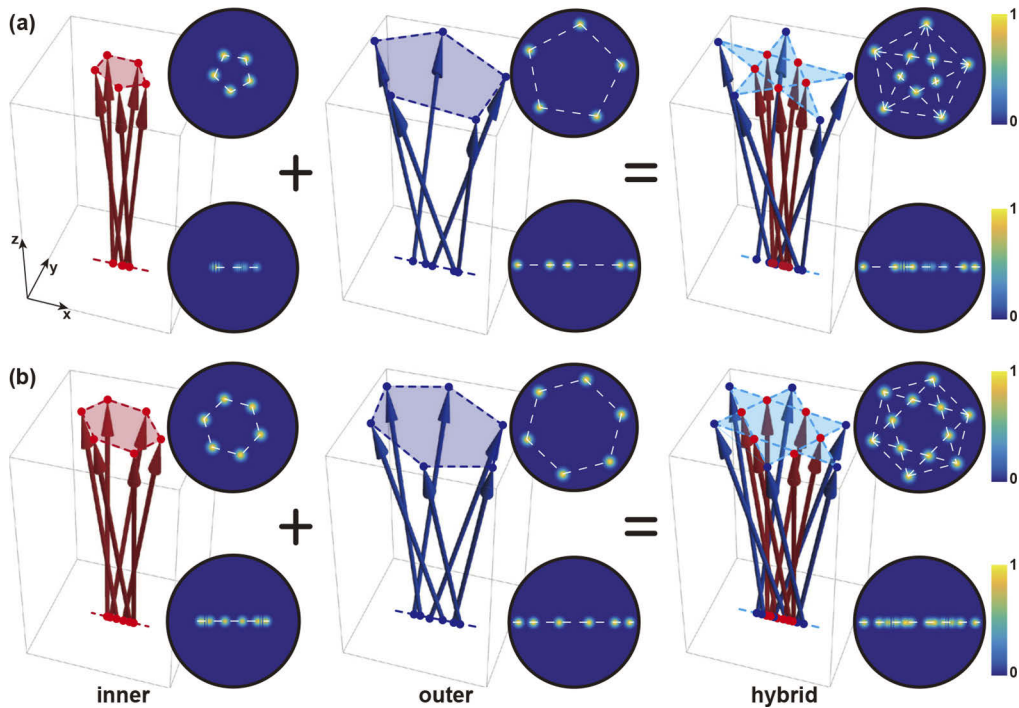 (a)
1
0
+
=
z
y
x
1
0
(b)
1
0
+
=
1
0
inner outer hybrid